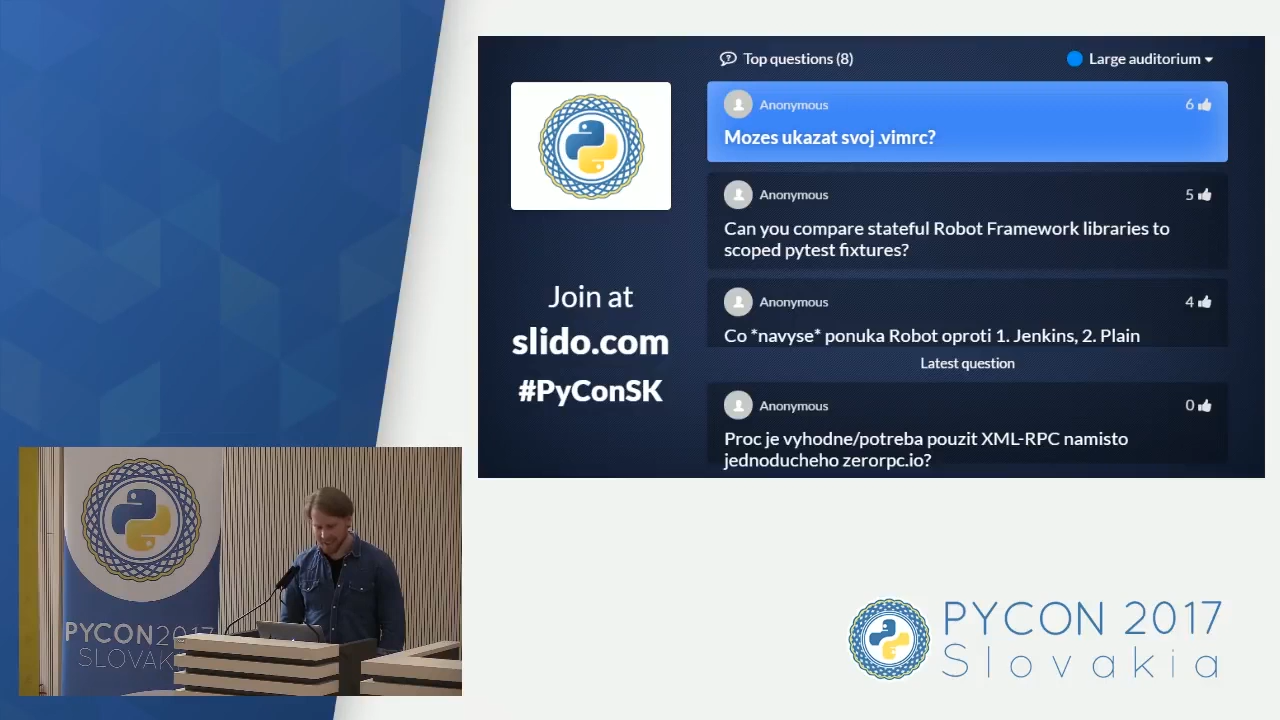 Top questions (8)
Large auditorium
Anonymous
6
Mozes ukazat svoj .vimrc?
Anonymous
5
Can you compare stateful Robot Framework libraries to
scoped pytest fixtures?
Anonymous
4
Co *navyse* ponuka Robot oproti 1. Jenkins, 2. Plain
Latest question
Anonymous
0
Proc je vyhodne/potreba pouzit XML-RPC namisto
jednoducheho zerorpc.io?
Join at
slido.com
#PyConSK
PYCON 2017
SLOVAK
PYCON 2017
Slovakia